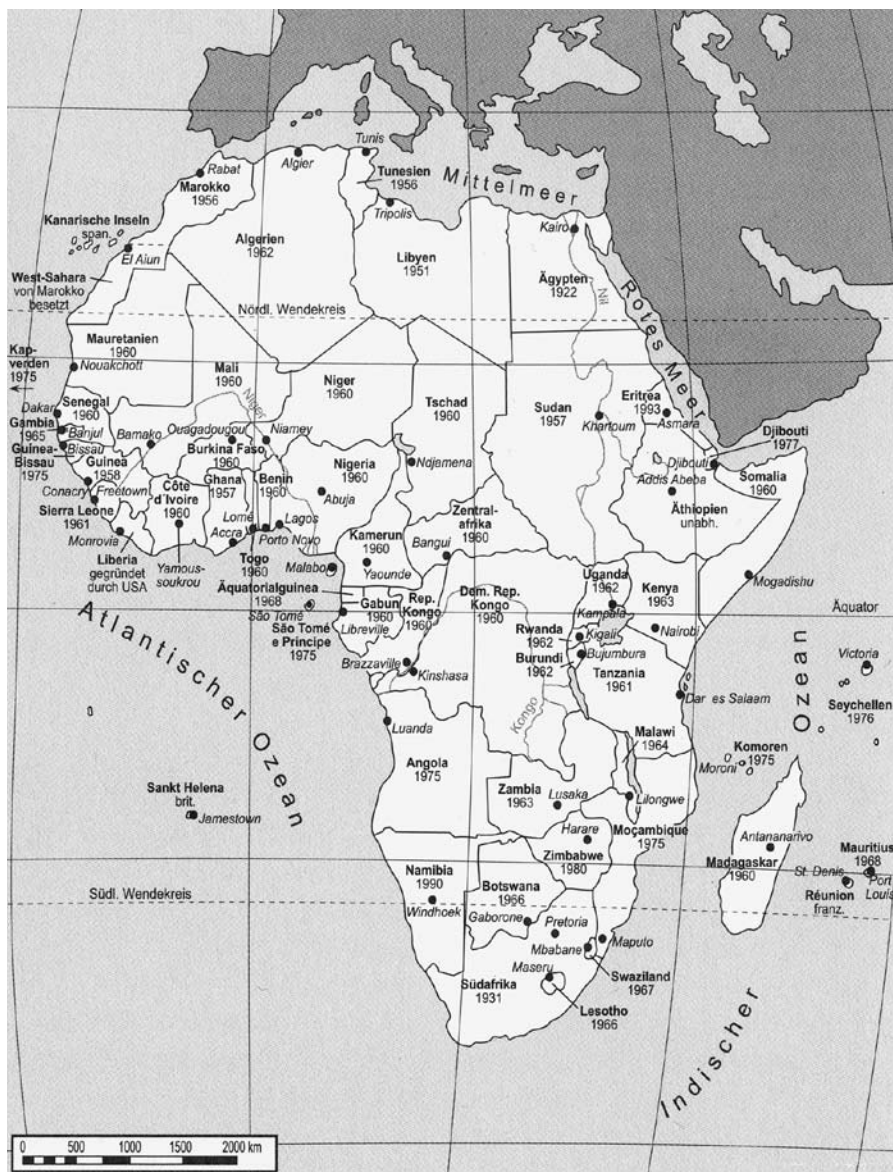 Tunis
Algier
Rabat
Tunesien
1956
Mittelmeer
Marokko
1956
Tripolis
Kairo
Kanarische Inseln
span.
El Aiun
Algerien
1962
Libyen
1951
Ägypten
1922
Nil
Rotes Meer
West-Sahara
von Marokko
besetzt
Nördl. Wendekreis
Mauretanien
1960
Kap-
verden
1975
Nouakchott
Mali
1960
Niger
1960
Tschad
1960
Sudan
1957
Eritrea
1993
Asmara
Khartoum
Niger
Dakar
Senegal
1960
Gambia
1965
Banjul
Guinea-
Bissau
1975
Bissau
Bamako
Ouagadougou
Niamey
Burkina Faso
1960
Ndjamena
Djibouti
1977
Djibouti
Guinea
1958
Conacry
Freetown
Sierra Leone
1961
Côte
d'Ivoire
1960
Ghana
1957
Benin
1960
Nigeria
1960
Abuja
Addis Abeba
Somalia
1960
Äthiopien
unabh.
Zentral-
afrika
1960
Monrovia
Liberia
gegründet
durch USA
Yamous-
soukrou
Lomé
Accra
Lagos
Porto Novo
Togo
1960
Malabo
Kamerun
1960
Yaounde
Bangui
Mogadishu
Äquatorialguinea
1968
Gabun
1960
Rep.
Kongo
1960
Dem. Rep.
Kongo
1960
Uganda
1962
Kampala
Kenya
1963
Äquator
São Tomé
São Tomé
e Principe
1975
Libreville
Rwanda
1962
Kigali
Nairobi
Burundi
1962
Bujumbura
Brazzaville
Kinshasa
Tanzania
1961
Dar es Salaam
Victoria
Seychellen
1976
Atlantischer Ozean
Kongo
Luanda
Angola
1975
Malawi
1964
Komoren
1975
Moroni
Zambia
1963
Lusaka
Lilongwe
Sankt Helena
brit.
Jamestown
Harare
Moçambique
1975
Zimbabwe
1980
Antananarivo
Madagaskar
1960
Mauritius
1968
Port
Louis
St. Denis
Réunion
franz.
Namibia
1990
Windhoek
Botswana
1966
Südl. Wendekreis
Gaborone
Pretoria
Mbabane
Maputo
Maseru
Swaziland
1967
Südafrika
1931
Lesotho
1966
Indischer Ozean
0 500 1000 1500 2000 km